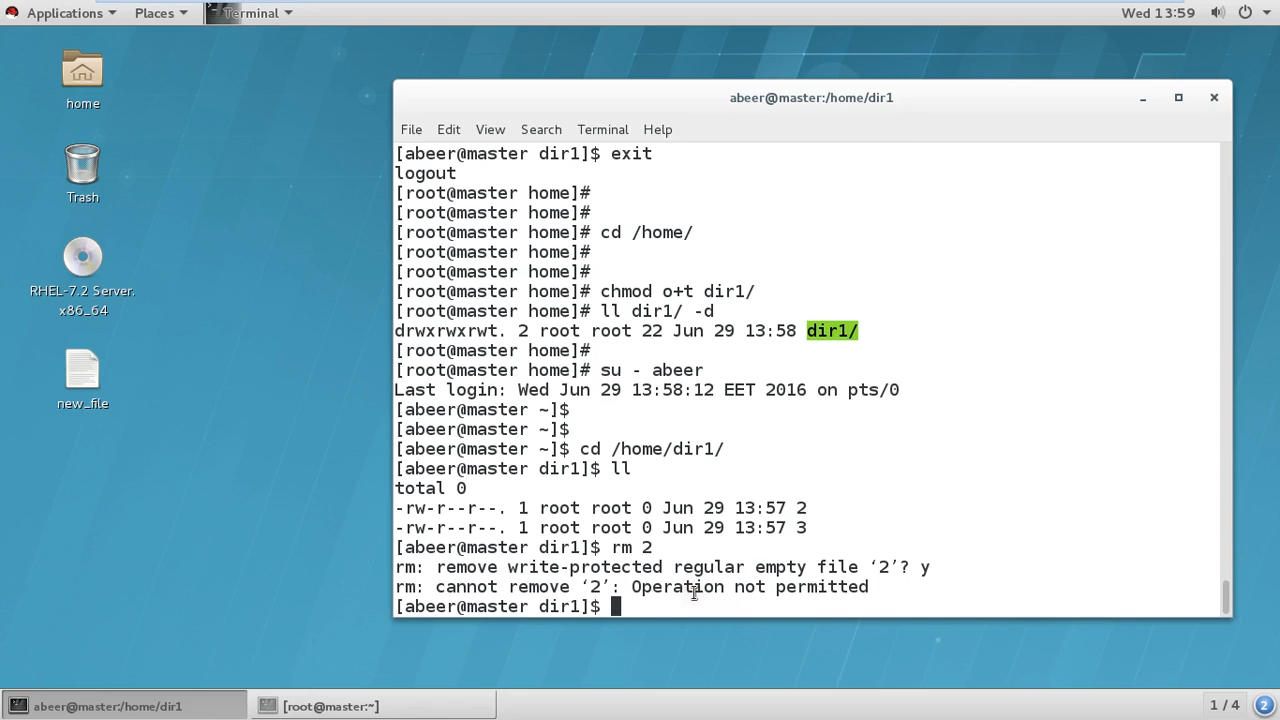 Applications Places Terminal Wed 13:59
home
Trash
RHEL-7.2 Server.
x86_64
new_file
abeer@master:/home/dir1
File Edit View Search Terminal Help
[abeer@master dir1]$ exit
logout
[root@master home]#
[root@master home]#
[root@master home]# cd /home/
[root@master home]#
[root@master home]#
[root@master home]# chmod o+t dir1/
[root@master home]# ll dir1/ -d
drwxrwxrwt. 2 root root 22 Jun 29 13:58 dir1/
[root@master home]#
[root@master home]# su - abeer
Last login: Wed Jun 29 13:58:12 EET 2016 on pts/0
[abeer@master ~]$
[abeer@master ~]$
[abeer@master ~]$ cd /home/dir1/
[abeer@master dir1]$ ll
total 0
-rw-r--r--. 1 root root 0 Jun 29 13:57 2
-rw-r--r--. 1 root root 0 Jun 29 13:57 3
[abeer@master dir1]$ rm 2
rm: remove write-protected regular empty file ‘2’? y
rm: cannot remove ‘2’: Operation not permitted
[abeer@master dir1]$
abeer@master:/home/dir1 [root@master:~] 1 / 4 2